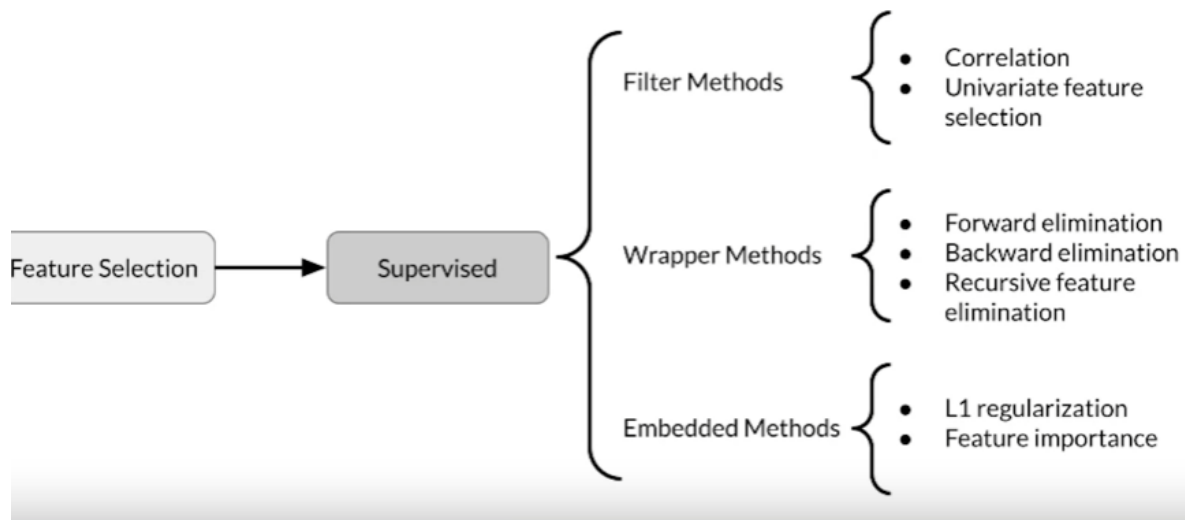 Feature Selection
Supervised
Filter Methods
● Correlation
● Univariate feature
selection
Wrapper Methods
● Forward elimination
● Backward elimination
● Recursive feature
elimination
Embedded Methods
● L1 regularization
● Feature importance